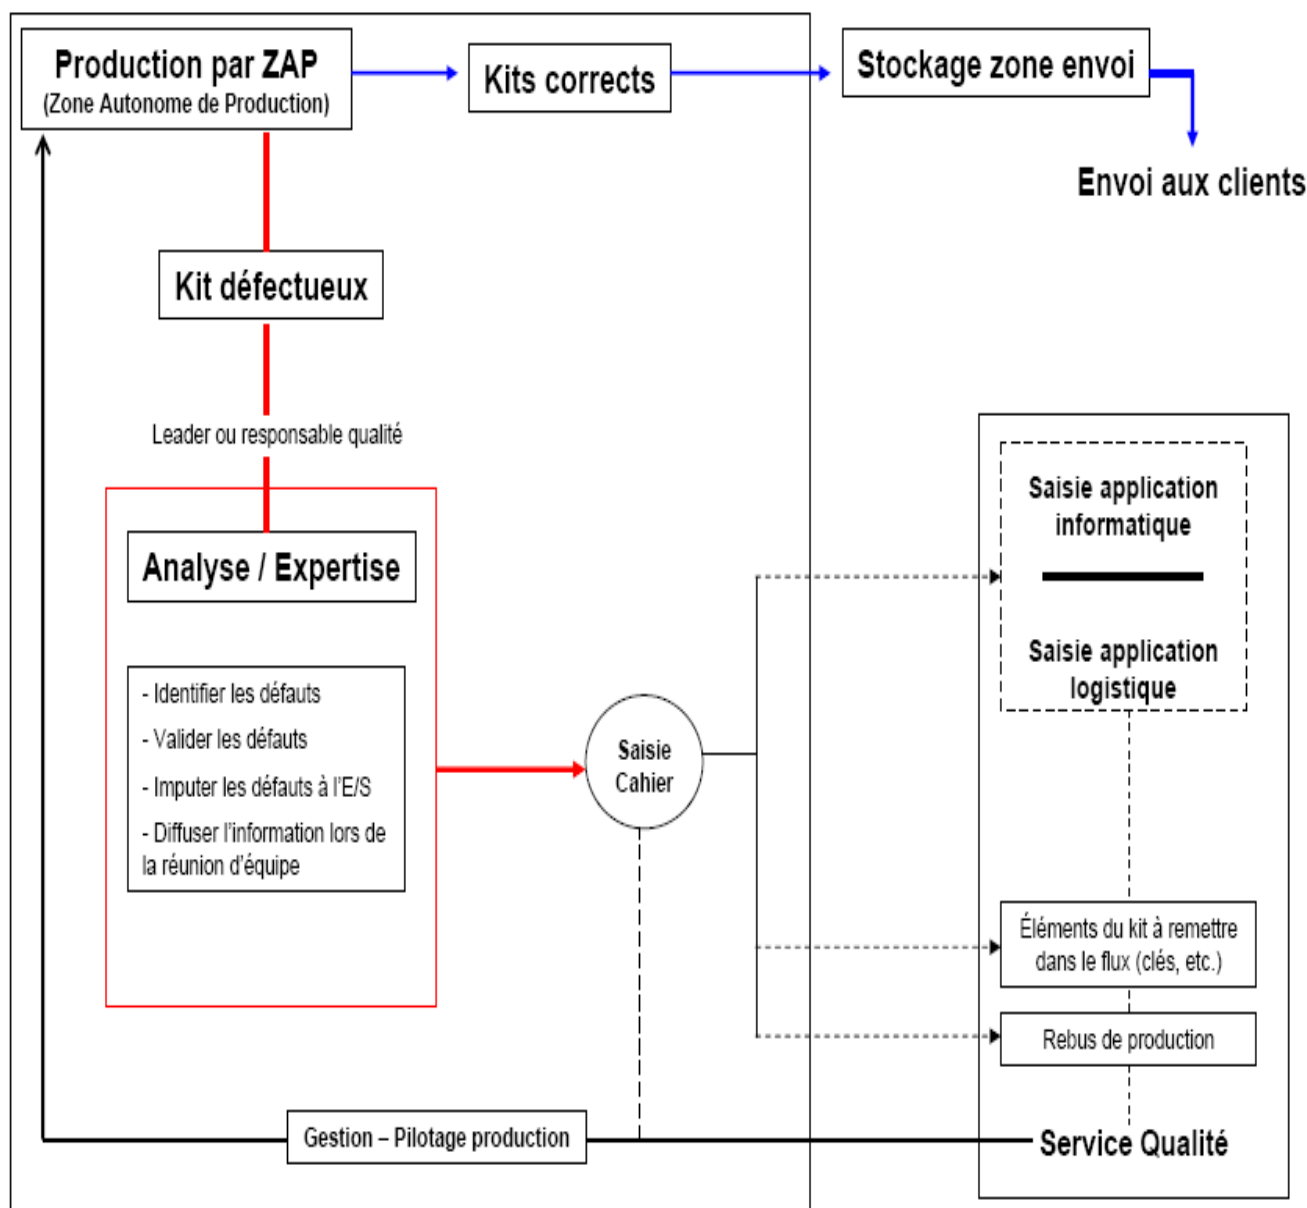 Production par ZAP
(Zone Autonome de Production)
Kits corrects
Stockage zone envoi
Envoi aux clients
Kit défectueux
Leader ou responsable qualité
Analyse / Expertise
- Identifier les défauts
- Valider les défauts
- Imputer les défauts à l'E/S
- Diffuser l'information lors de
la réunion d'équipe
Saisie
Cahier
Saisie application
informatique
Saisie application
logistique
Éléments du kit à remettre
dans le flux (clés, etc.)
Rebus de production
Gestion – Pilotage production
Service Qualité